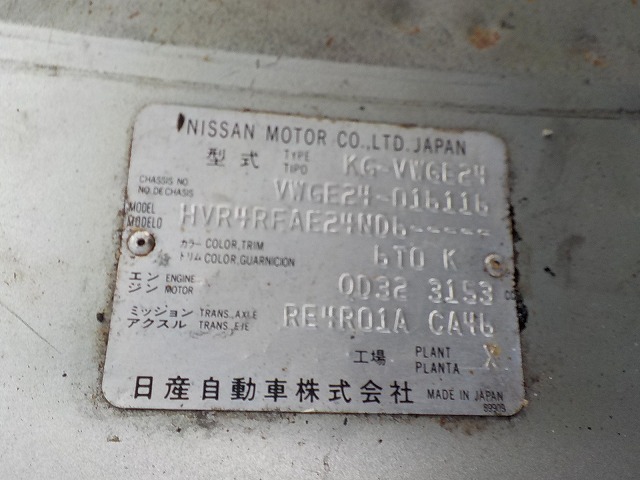 NISSAN MOTOR CO.,LTD. JAPAN
型式 TYPE TIPO KG-VWGE24
CHASSIS NO. NO. DE CHASIS VWGE24-016116
MODEL MODELO HVR4RFAE24ND6-----
カラー COLOR,TRIM
トリム COLOR,GUARNICION 6T0 K
エンジン ENGINE MOTOR QD32 3153 cc
ミッション TRANS.,AXLE
アクスル TRANS.,EJE RE4R01A CA46
工場 PLANT PLANTA X
日産自動車株式会社 MADE IN JAPAN